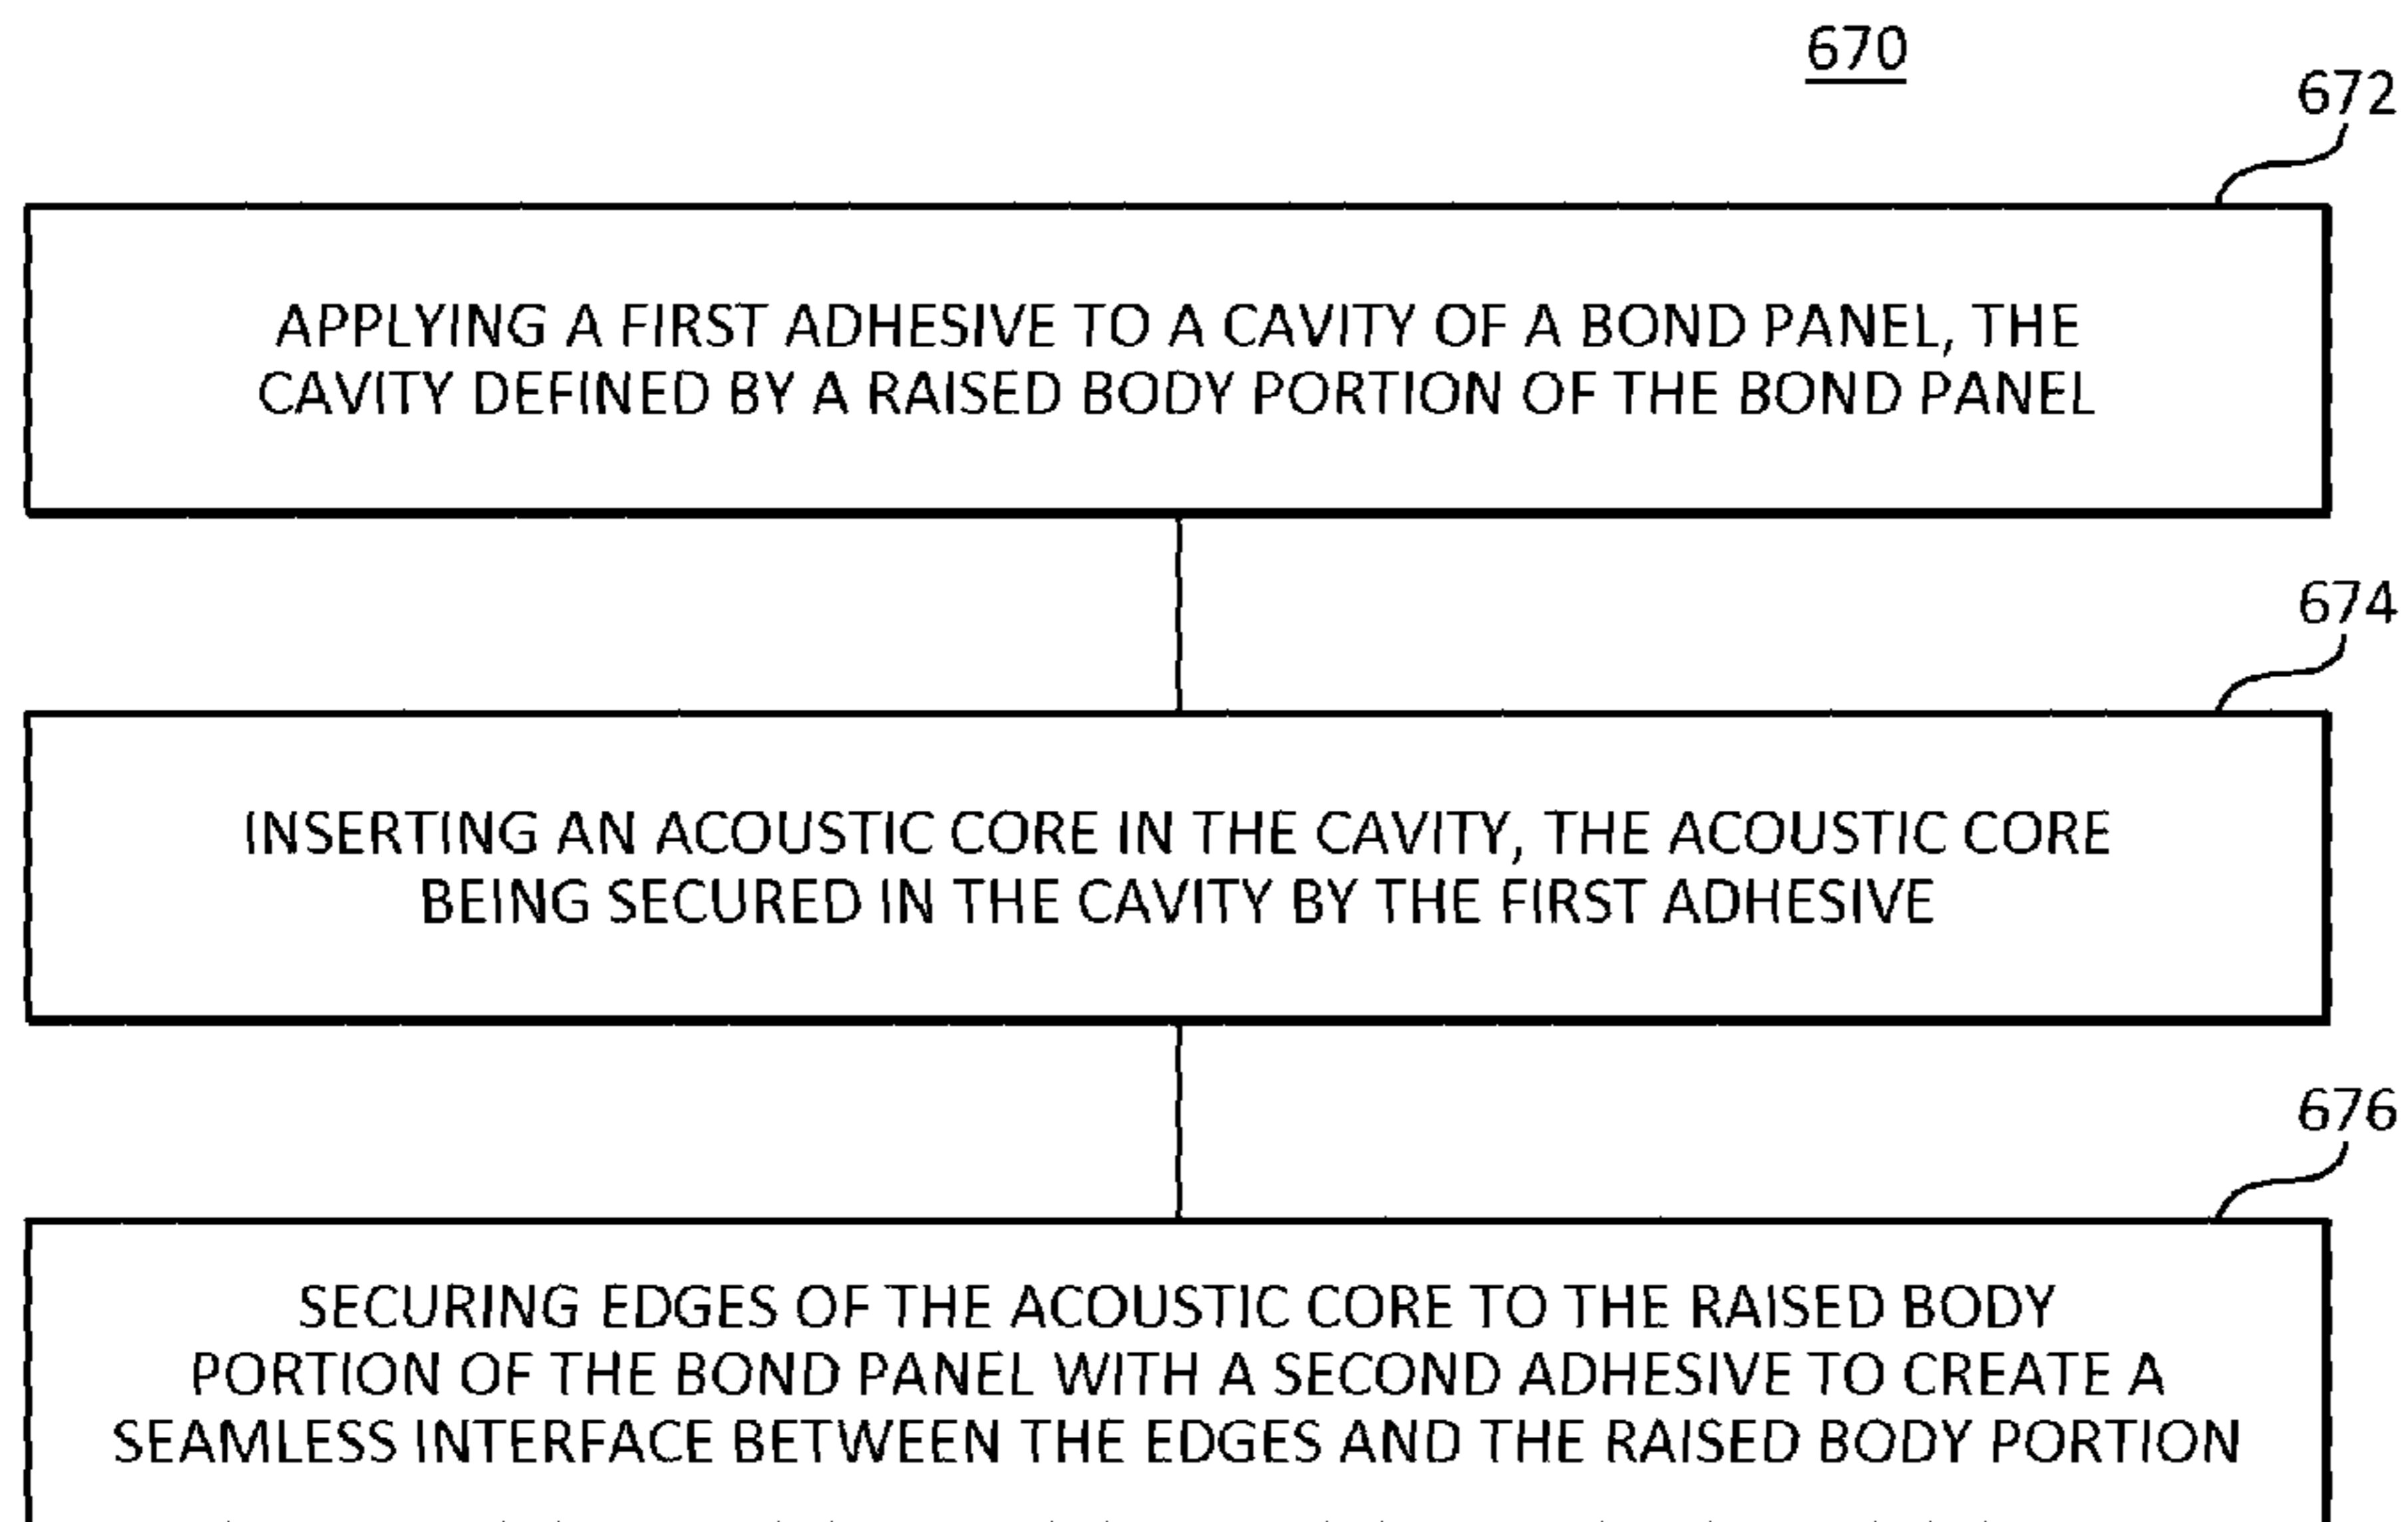 670
672
APPLYING A FIRST ADHESIVE TO A CAVITY OF A BOND PANEL, THE
CAVITY DEFINED BY A RAISED BODY PORTION OF THE BOND PANEL
674
INSERTING AN ACOUSTIC CORE IN THE CAVITY, THE ACOUSTIC CORE
BEING SECURED IN THE CAVITY BY THE FIRST ADHESIVE
676
SECURING EDGES OF THE ACOUSTIC CORE TO THE RAISED BODY
PORTION OF THE BOND PANEL WITH A SECOND ADHESIVE TO CREATE A
SEAMLESS INTERFACE BETWEEN THE EDGES AND THE RAISED BODY PORTION